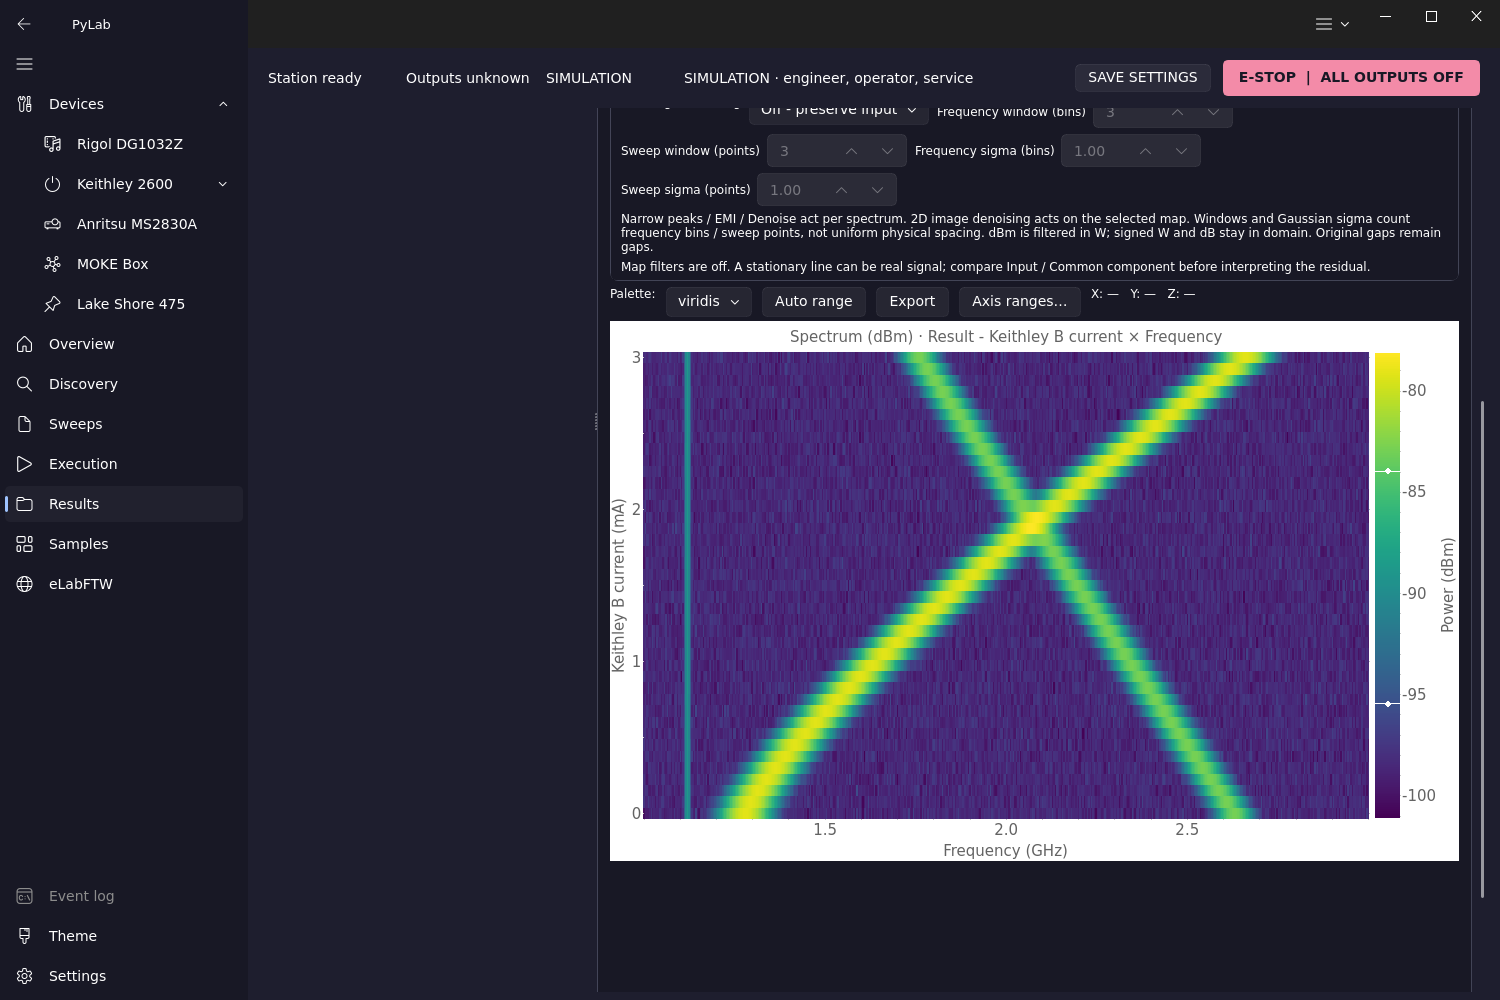 PyLab
Station ready
Outputs unknown
SIMULATION
SIMULATION · engineer, operator, service
SAVE SETTINGS
E-STOP | ALL OUTPUTS OFF
Devices
Rigol DG1032Z
Keithley 2600
Anritsu MS2830A
MOKE Box
Lake Shore 475
Overview
Discovery
Sweeps
Execution
Results
Samples
eLabFTW
Event log
Theme
Settings
Off - preserve input
Frequency window (bins) 3
Sweep window (points) 3
Frequency sigma (bins) 1.00
Sweep sigma (points) 1.00
Narrow peaks / EMI / Denoise act per spectrum. 2D image denoising acts on the selected map. Windows and Gaussian sigma count
frequency bins / sweep points, not uniform physical spacing. dBm is filtered in W; signed W and dB stay in domain. Original gaps remain
gaps.
Map filters are off. A stationary line can be real signal; compare Input / Common component before interpreting the residual.
Palette: viridis
Auto range
Export
Axis ranges...
X: — Y: — Z: —
Spectrum (dBm) · Result - Keithley B current × Frequency
Keithley B current (mA)
3
2
1
0
1.5
2.0
2.5
Frequency (GHz)
-80
-85
-90
-95
-100
Power (dBm)